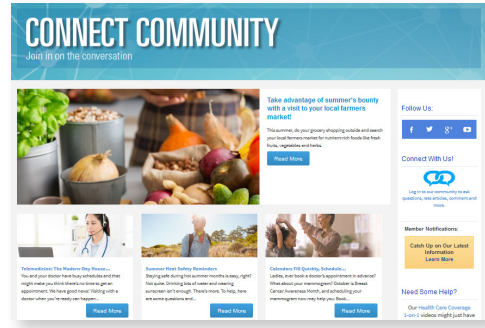 CONNECT COMMUNITY
Join in on the conversation
Take advantage of summer's bounty
with a visit to your local farmers
market!
This summer, do your grocery shopping outside and search
your local farmers market for nutrient rich foods like fresh
fruits, vegetables and herbs.
Read More
Follow Us:
Connect With Us!
Log in to our community to ask
questions, rate articles, comment and
more.
Member Notifications:
Catch Up on Our Latest
Information
Learn More
Need Some Help?
Our Health Care Coverage
1-on-1 videos might just have
Telemedicine: The Modern-Day House...
You and your doctor have busy schedules and that
might make you think there's no time to get an
appointment. We have good news! Visiting with a
doctor when you're ready can happen...
Read More
Summer Heat Safety Reminders
Staying safe during hot summer months is easy, right?
Not quite. Drinking lots of water and wearing
sunscreen isn't enough. There's more. To help, here
are some questions and...
Read More
Calendars Fill Quickly, Schedule...
Ladies, ever book a doctor's appointment in advance?
What about your mammogram? October is Breast
Cancer Awareness Month, and scheduling your
mammogram now may help you: Book...
Read More